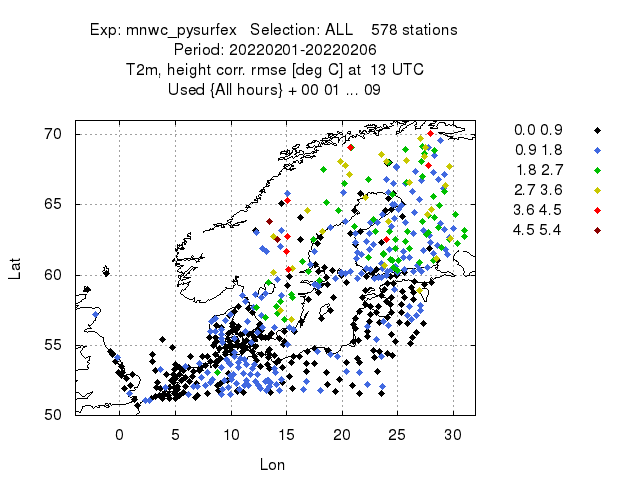 Exp: mnwc_pysurfex   Selection: ALL    578 stations
Period: 20220201-20220206
T2m, height corr. rmse [deg C] at  13 UTC
Used {All hours} + 00 01 ... 09
70
65
60
55
50
0 5 10 15 20 25 30
Lat
Lon
0.0 0.9
0.9 1.8
1.8 2.7
2.7 3.6
3.6 4.5
4.5 5.4